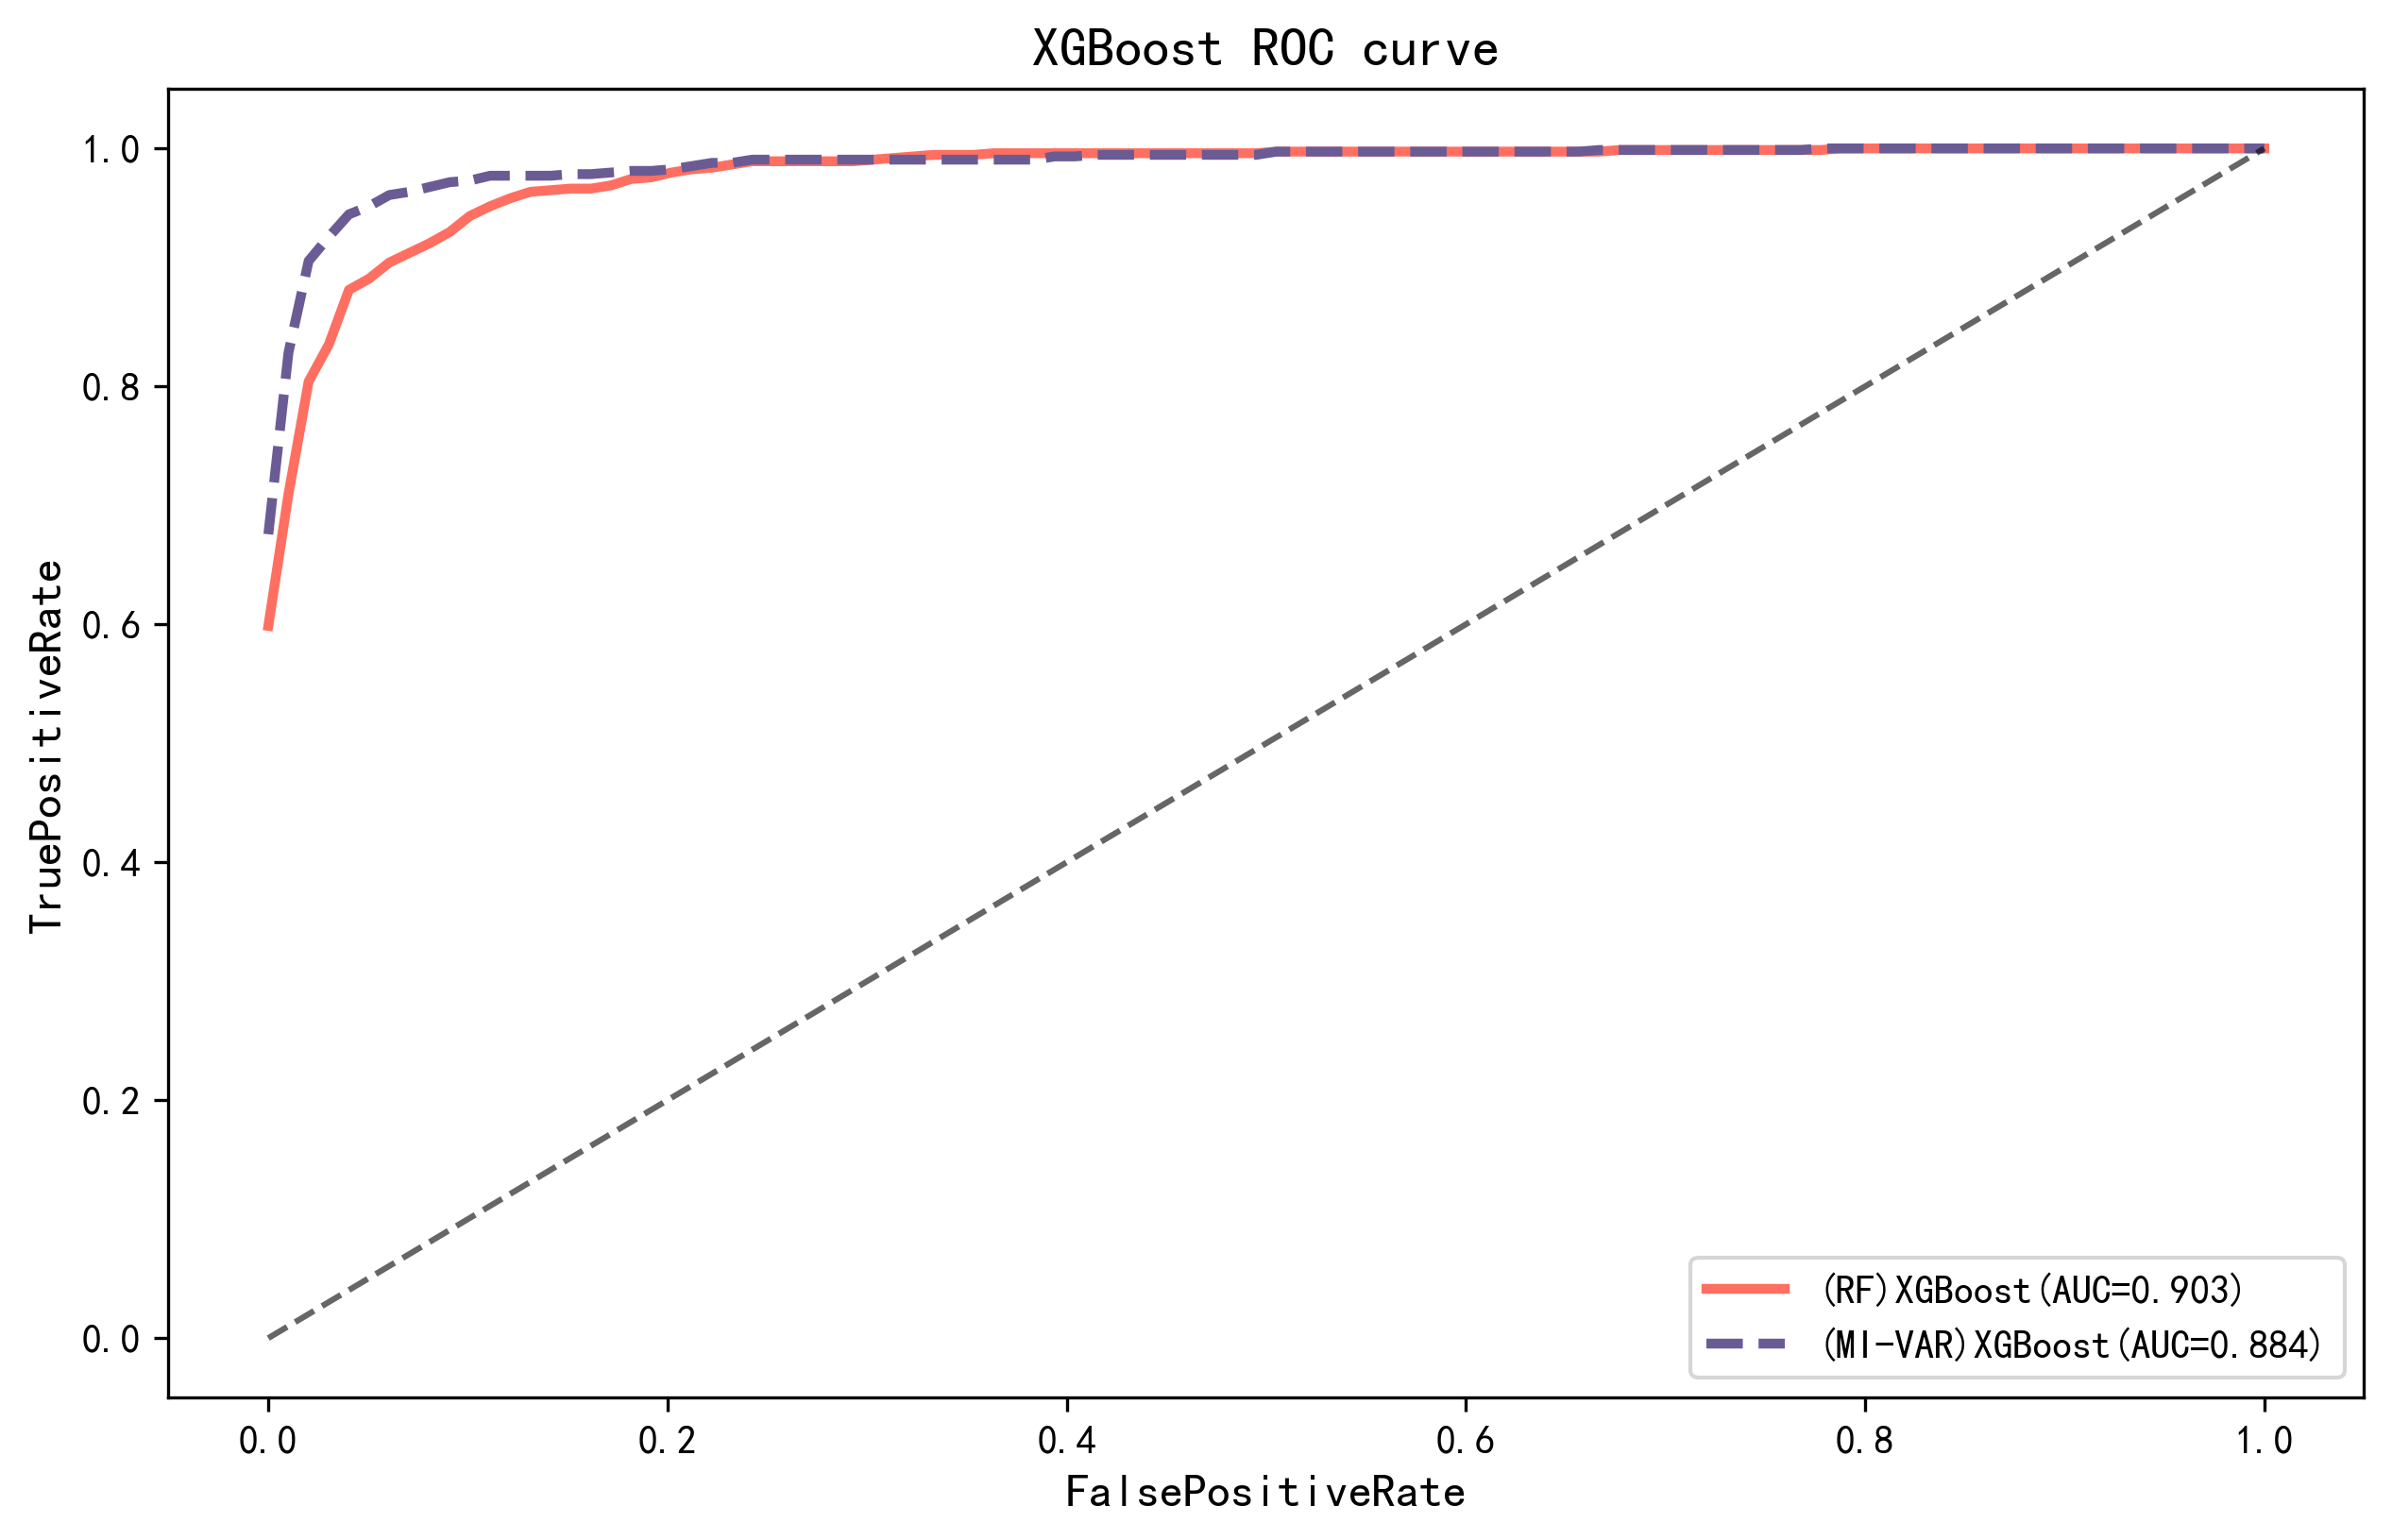 XGBoost ROC curve
TruePositiveRate
1.0
0.8
0.6
0.4
0.2
0.0
(RF)XGBoost(AUC=0.903)
(MI-VAR)XGBoost(AUC=0.884)
0.0 0.2 0.4 0.6 0.8 1.0
FalsePositiveRate